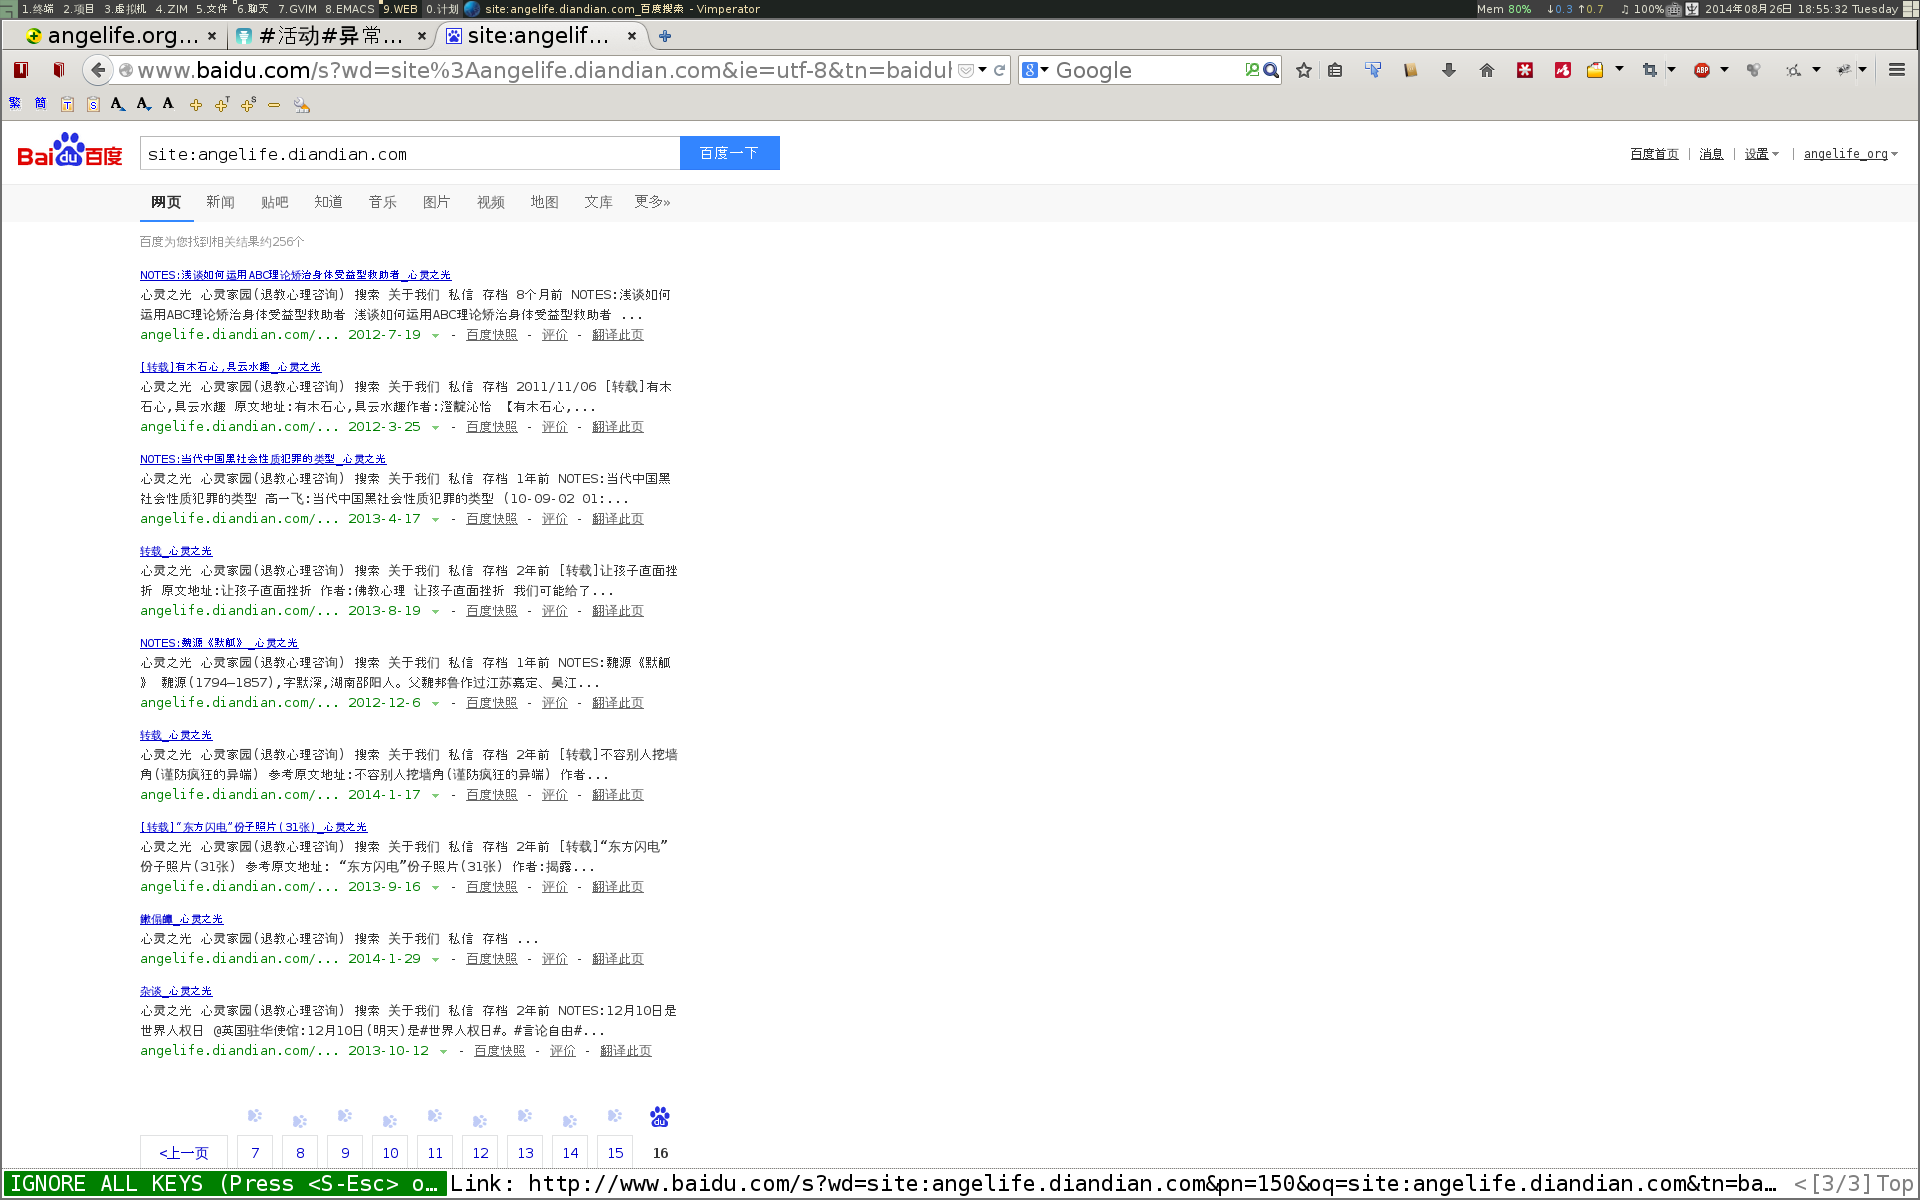 1.终端 2.项目 3.虚拟机 4.ZIM 5.文件 6.聊天 7.GVIM 8.EMACS 9.WEB 0.计划 site:angelife.diandian.com_百度搜索 - Vimperator Mem 80% ↓0.3 ↑0.7 ♫ 100% 2014年08月26日 18:55:32 Tuesday
angelife.org... × #活动#异常... × site:angelif... ×
www.baidu.com/s?wd=site%3Aangelife.diandian.com&ie=utf-8&tn=baidul Google
繁 簡 T S A A A
Bai du 百度 site:angelife.diandian.com 百度一下 百度首页 | 消息 | 设置 | angelife_org
网页 新闻 贴吧 知道 音乐 图片 视频 地图 文库 更多»
百度为您找到相关结果约256个
NOTES:浅谈如何运用ABC理论矫治身体受益型救助者_心灵之光
心灵之光 心灵家园(退教心理咨询) 搜索 关于我们 私信 存档 8个月前 NOTES:浅谈如何
运用ABC理论矫治身体受益型救助者 浅谈如何运用ABC理论矫治身体受益型救助者 ...
angelife.diandian.com/... 2012-7-19 - 百度快照 - 评价 - 翻译此页
[转载]有木石心,具云水趣_心灵之光
心灵之光 心灵家园(退教心理咨询) 搜索 关于我们 私信 存档 2011/11/06 [转载]有木
石心,具云水趣 原文地址:有木石心,具云水趣作者:澄靛沁怡 【有木石心,...
angelife.diandian.com/... 2012-3-25 - 百度快照 - 评价 - 翻译此页
NOTES:当代中国黑社会性质犯罪的类型_心灵之光
心灵之光 心灵家园(退教心理咨询) 搜索 关于我们 私信 存档 1年前 NOTES:当代中国黑
社会性质犯罪的类型 高一飞:当代中国黑社会性质犯罪的类型 (10-09-02 01:...
angelife.diandian.com/... 2013-4-17 - 百度快照 - 评价 - 翻译此页
转载_心灵之光
心灵之光 心灵家园(退教心理咨询) 搜索 关于我们 私信 存档 2年前 [转载]让孩子直面挫
折 原文地址:让孩子直面挫折 作者:佛教心理 让孩子直面挫折 我们可能给了...
angelife.diandian.com/... 2013-8-19 - 百度快照 - 评价 - 翻译此页
NOTES:魏源《默觚》_心灵之光
心灵之光 心灵家园(退教心理咨询) 搜索 关于我们 私信 存档 1年前 NOTES:魏源《默觚
》 魏源(1794—1857),字默深,湖南邵阳人。父魏邦鲁作过江苏嘉定、吴江...
angelife.diandian.com/... 2012-12-6 - 百度快照 - 评价 - 翻译此页
转载_心灵之光
心灵之光 心灵家园(退教心理咨询) 搜索 关于我们 私信 存档 2年前 [转载]不容别人挖墙
角(谨防疯狂的异端) 参考原文地址:不容别人挖墙角(谨防疯狂的异端) 作者...
angelife.diandian.com/... 2014-1-17 - 百度快照 - 评价 - 翻译此页
[转载]“东方闪电”份子照片(31张)_心灵之光
心灵之光 心灵家园(退教心理咨询) 搜索 关于我们 私信 存档 2年前 [转载]“东方闪电”
份子照片(31张) 参考原文地址: “东方闪电”份子照片(31张) 作者:揭露...
angelife.diandian.com/... 2013-9-16 - 百度快照 - 评价 - 翻译此页
_心灵之光
心灵之光 心灵家园(退教心理咨询) 搜索 关于我们 私信 存档 ...
angelife.diandian.com/... 2014-1-29 - 百度快照 - 评价 - 翻译此页
杂谈_心灵之光
心灵之光 心灵家园(退教心理咨询) 搜索 关于我们 私信 存档 2年前 NOTES:12月10日是
世界人权日 @英国驻华使馆:12月10日(明天)是#世界人权日#。#言论自由#...
angelife.diandian.com/... 2013-10-12 - 百度快照 - 评价 - 翻译此页
<上一页 7 8 9 10 11 12 13 14 15 16
IGNORE ALL KEYS (Press <S-Esc> o... Link: http://www.baidu.com/s?wd=site:angelife.diandian.com&pn=150&oq=site:angelife.diandian.com&tn=ba... <[3/3] Top